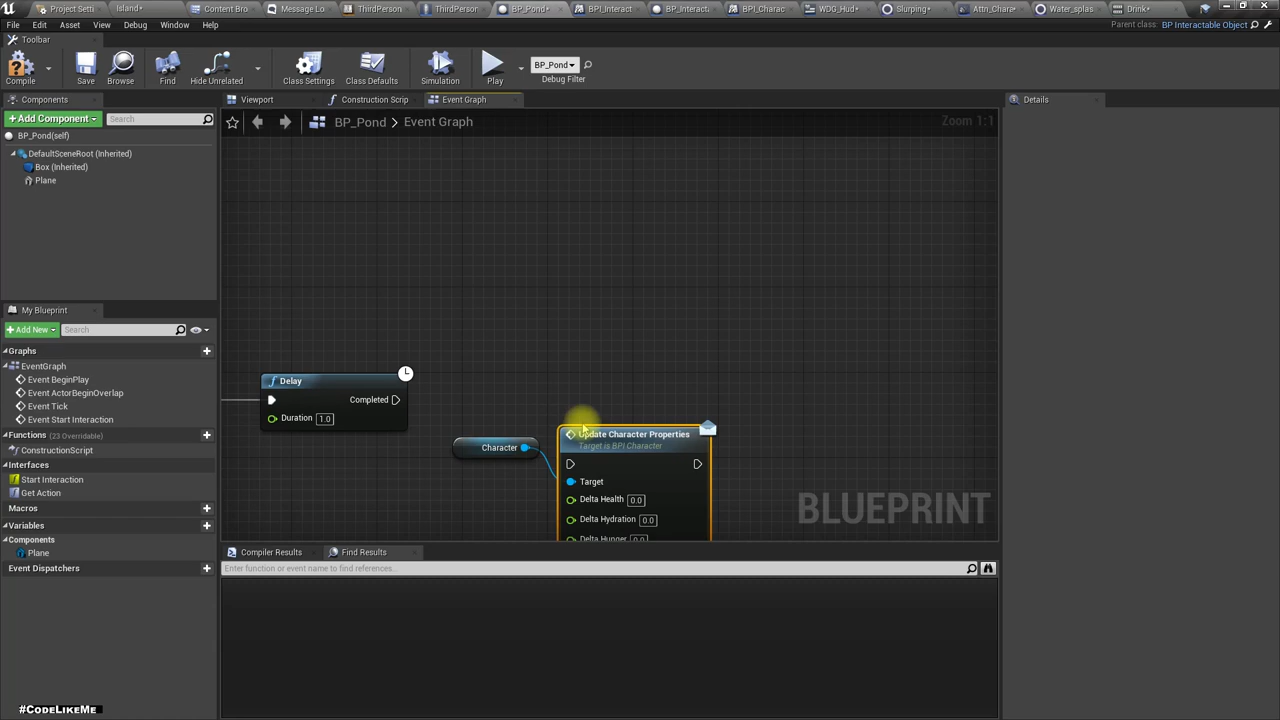 Project Setti
Island*
Content Bro
Message Lo
ThirdPerson
ThirdPerson
BP_Pond*
BPI_Interact
BP_Interact
BPI_Charac
WDG_Hud*
Slurping*
Attn_Chara
Water_splas
Drink*
File Edit Asset View Debug Window Help
Parent class: BP Interactable Object
Toolbar
Compile
Save
Browse
Find
Hide Unrelated
Class Settings
Class Defaults
Simulation
Play
BP_Pond
Debug Filter
Components
Viewport
Construction Scrip
Event Graph
Details
+Add Component
Search
BP_Pond > Event Graph
Zoom 1:1
BP_Pond(self)
DefaultSceneRoot (Inherited)
Box (Inherited)
Plane
My Blueprint
+Add New
Search
Graphs
EventGraph
Event BeginPlay
Event ActorBeginOverlap
Event Tick
Event Start Interaction
Functions (23 Overridable)
ConstructionScript
Interfaces
Start Interaction
Get Action
Macros
Variables
Components
Plane
Event Dispatchers
Delay
Completed
Duration 1.0
Character
Update Character Properties
Target is BPI Character
Target
Delta Health 0.0
Delta Hydration 0.0
Delta Hunger 0.0
BLUEPRINT
Compiler Results
Find Results
Enter function or event name to find references...
#CodeLikeMe